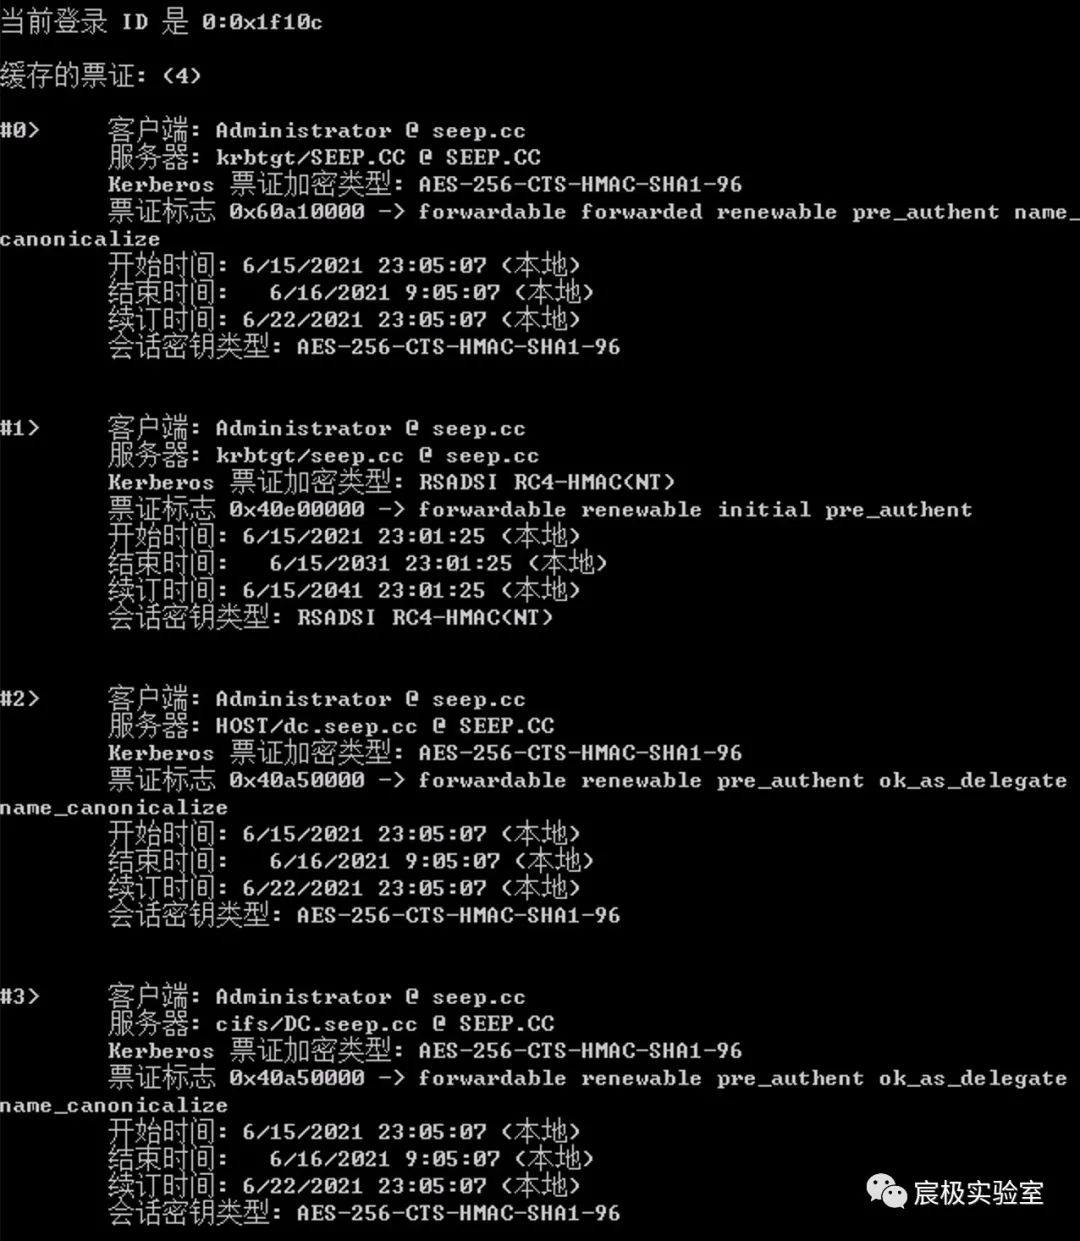 当前登录 ID 是 0:0x1f10c
缓存的票证: (4)
#0> 客户端: Administrator @ seep.cc
服务器: krbtgt/SEEP.CC @ SEEP.CC
Kerberos 票证加密类型: AES-256-CTS-HMAC-SHA1-96
票证标志 0x60a10000 -> forwardable forwarded renewable pre_authent name_
canonicalize
开始时间: 6/15/2021 23:05:07 (本地)
结束时间: 6/16/2021 9:05:07 (本地)
续订时间: 6/22/2021 23:05:07 (本地)
会话密钥类型: AES-256-CTS-HMAC-SHA1-96
#1> 客户端: Administrator @ seep.cc
服务器: krbtgt/seep.cc @ seep.cc
Kerberos 票证加密类型: RSADSI RC4-HMAC(NT)
票证标志 0x40e00000 -> forwardable renewable initial pre_authent
开始时间: 6/15/2021 23:01:25 (本地)
结束时间: 6/15/2031 23:01:25 (本地)
续订时间: 6/15/2041 23:01:25 (本地)
会话密钥类型: RSADSI RC4-HMAC(NT)
#2> 客户端: Administrator @ seep.cc
服务器: HOST/dc.seep.cc @ SEEP.CC
Kerberos 票证加密类型: AES-256-CTS-HMAC-SHA1-96
票证标志 0x40a50000 -> forwardable renewable pre_authent ok_as_delegate
name_canonicalize
开始时间: 6/15/2021 23:05:07 (本地)
结束时间: 6/16/2021 9:05:07 (本地)
续订时间: 6/22/2021 23:05:07 (本地)
会话密钥类型: AES-256-CTS-HMAC-SHA1-96
#3> 客户端: Administrator @ seep.cc
服务器: cifs/DC.seep.cc @ SEEP.CC
Kerberos 票证加密类型: AES-256-CTS-HMAC-SHA1-96
票证标志 0x40a50000 -> forwardable renewable pre_authent ok_as_delegate
name_canonicalize
开始时间: 6/15/2021 23:05:07 (本地)
结束时间: 6/16/2021 9:05:07 (本地)
续订时间: 6/22/2021 23:05:07 (本地)
会话密钥类型: AES-256-CTS-HMAC-SHA1-96
宸极实验室